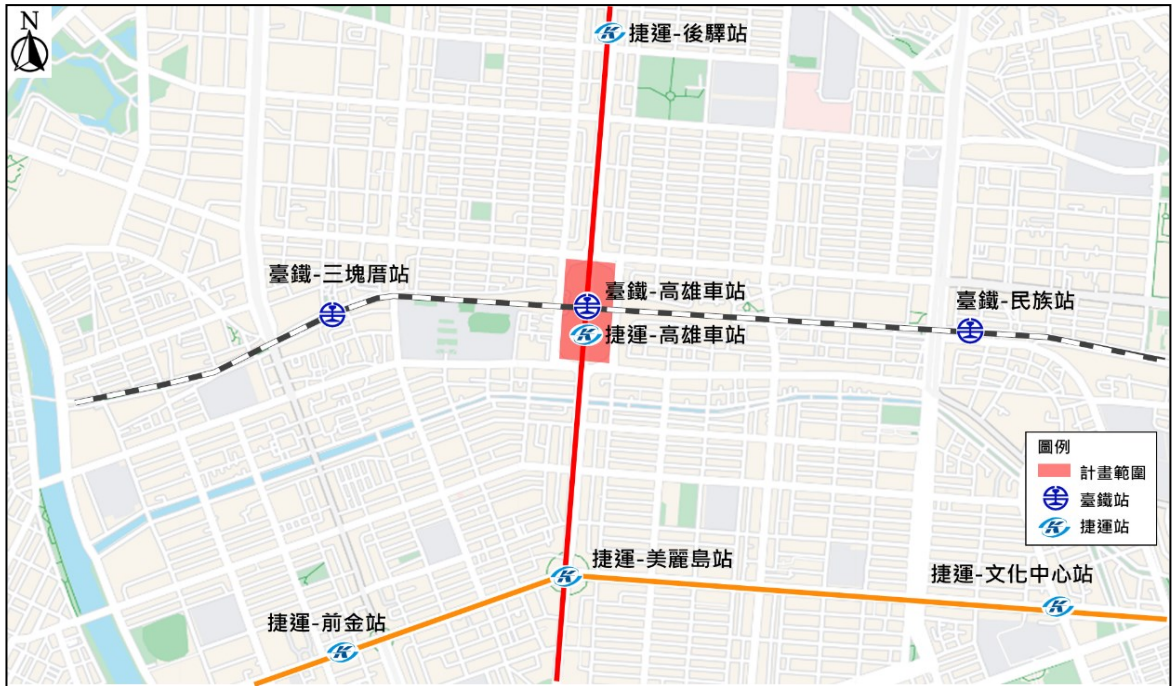 N
捷運-後驛站
臺鐵-三塊厝站
臺鐵-高雄車站
臺鐵-民族站
捷運-高雄車站
圖例
計畫範圍
臺鐵站
捷運站
捷運-美麗島站
捷運-文化中心站
捷運-前金站